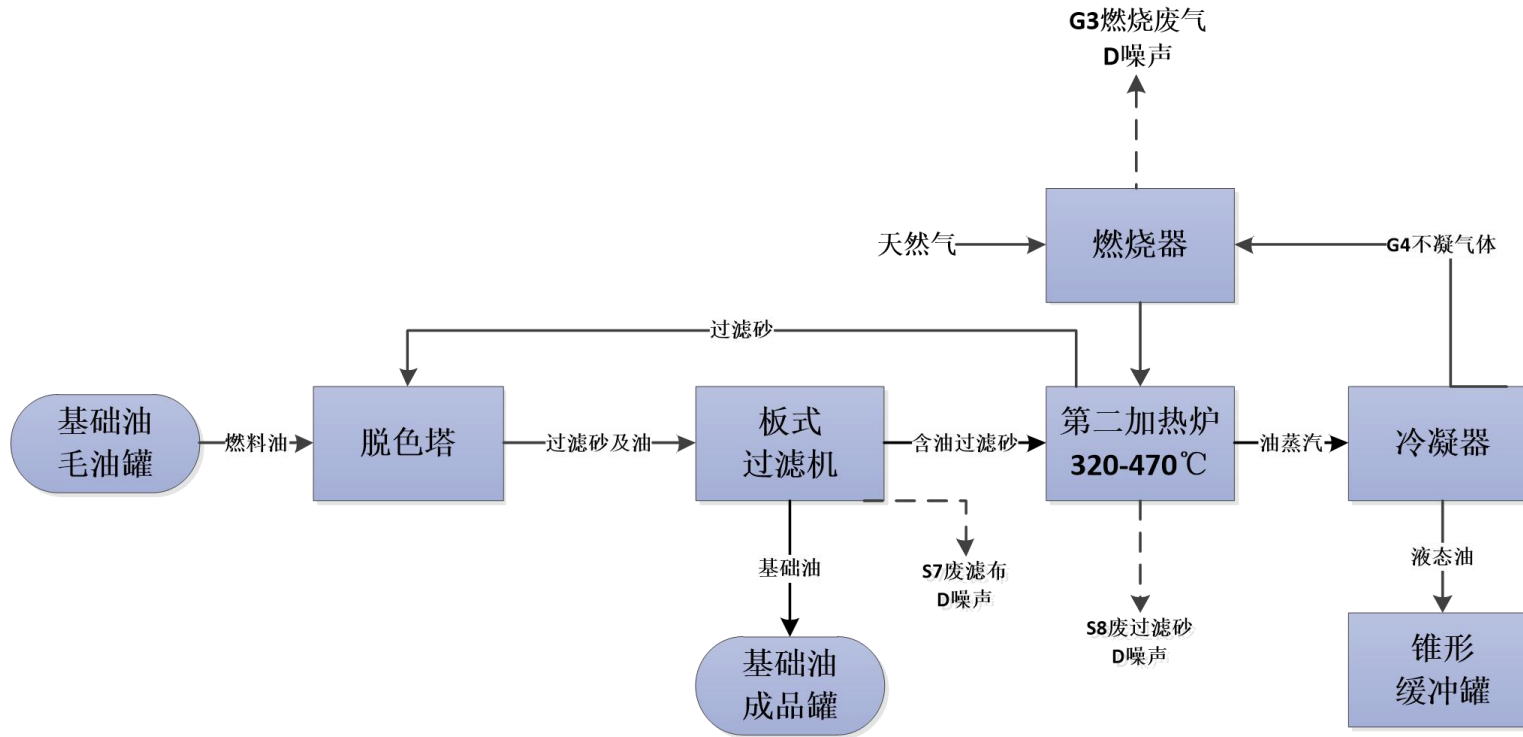 G3燃烧废气
D噪声
天然气
燃烧器
G4不凝气体
过滤砂
基础油
毛油罐
燃料油
脱色塔
过滤砂及油
板式
过滤机
含油过滤砂
第二加热炉
320-470℃
油蒸汽
冷凝器
基础油
S7废滤布
D噪声
S8废过滤砂
D噪声
液态油
基础油
成品罐
锥形
缓冲罐